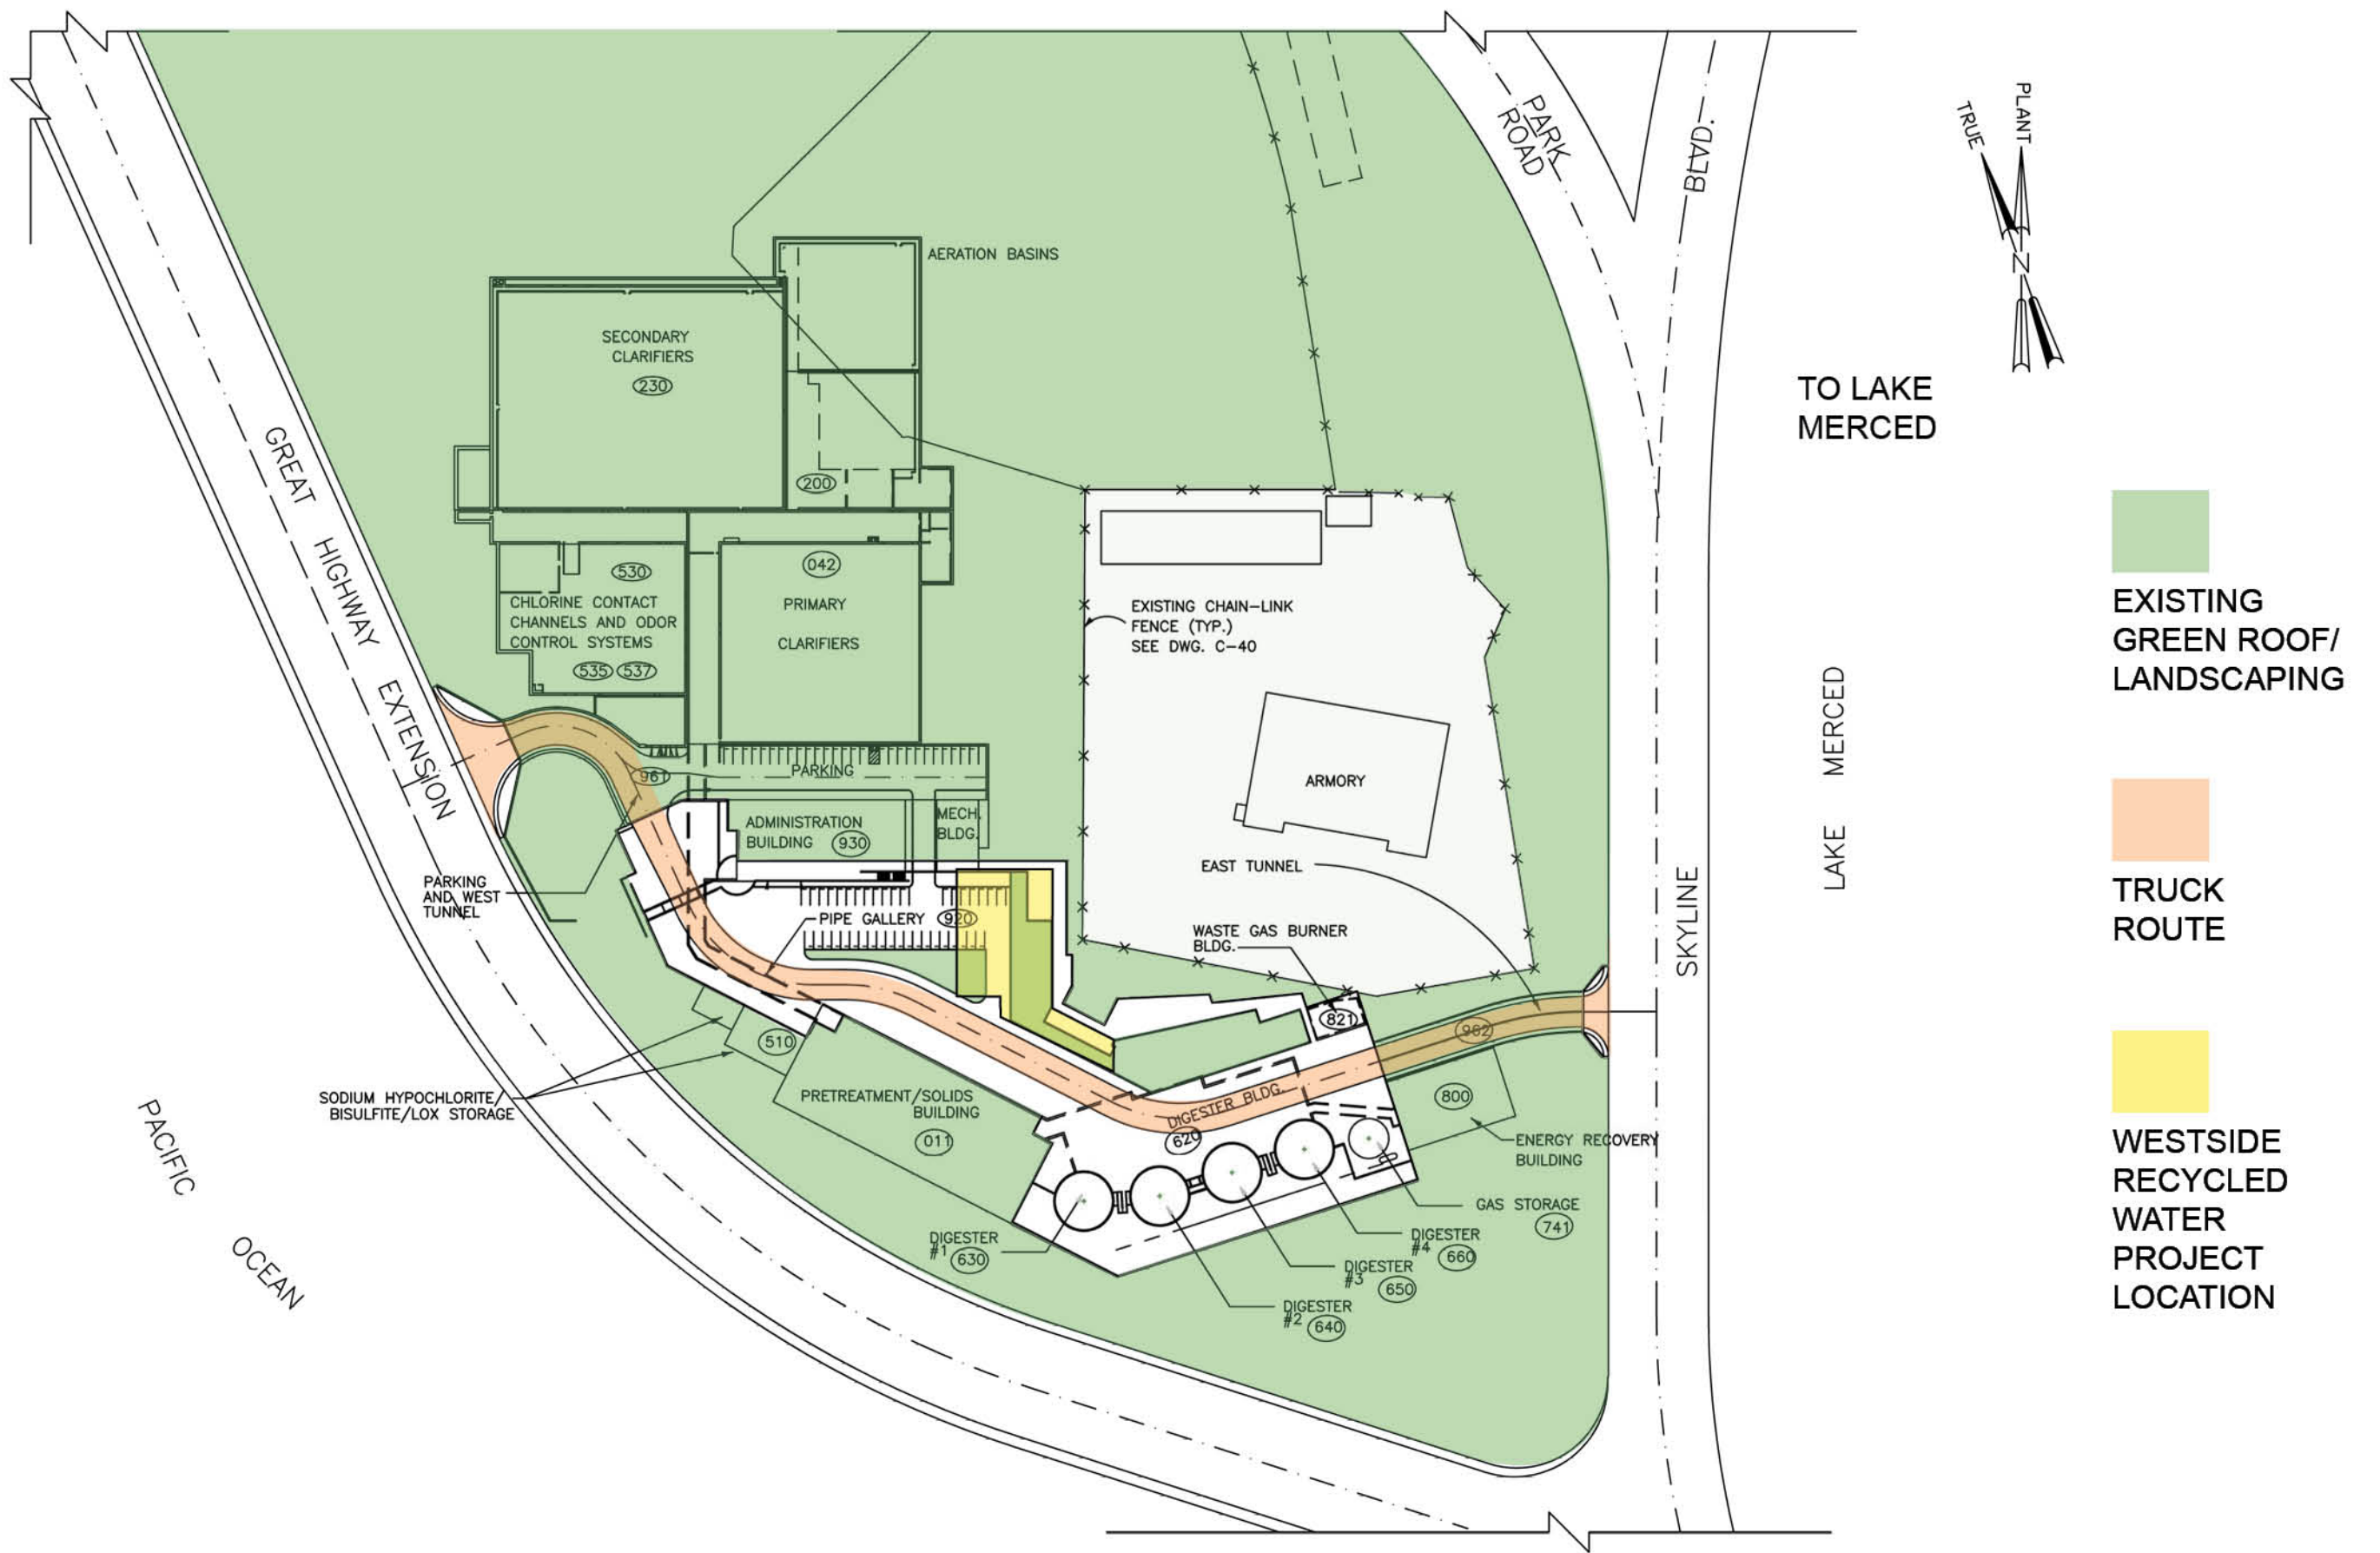 PARK
ROAD
BLVD.
TRUE
PLANT
N
AERATION BASINS
SECONDARY
CLARIFIERS
230
200
TO LAKE
MERCED
GREAT HIGHWAY EXTENSION
530
CHLORINE CONTACT
CHANNELS AND ODOR
CONTROL SYSTEMS
535 537
042
PRIMARY
CLARIFIERS
EXISTING CHAIN-LINK
FENCE (TYP.)
SEE DWG. C-40
EXISTING
GREEN ROOF/
LANDSCAPING
961
PARKING
ARMORY
LAKE MERCED
ADMINISTRATION
BUILDING 930
MECH.
BLDG.
EAST TUNNEL
SKYLINE
TRUCK
ROUTE
PARKING
AND WEST
TUNNEL
PIPE GALLERY 920
WASTE GAS BURNER
BLDG.
821
962
510
SODIUM HYPOCHLORITE/
BISULFITE/LOX STORAGE
PRETREATMENT/SOLIDS
BUILDING
011
DIGESTER BLDG.
620
800
ENERGY RECOVERY
BUILDING
WESTSIDE
RECYCLED
WATER
PROJECT
LOCATION
PACIFIC OCEAN
GAS STORAGE
741
DIGESTER
#1 630
DIGESTER
#4 660
DIGESTER
#3 650
DIGESTER
#2 640